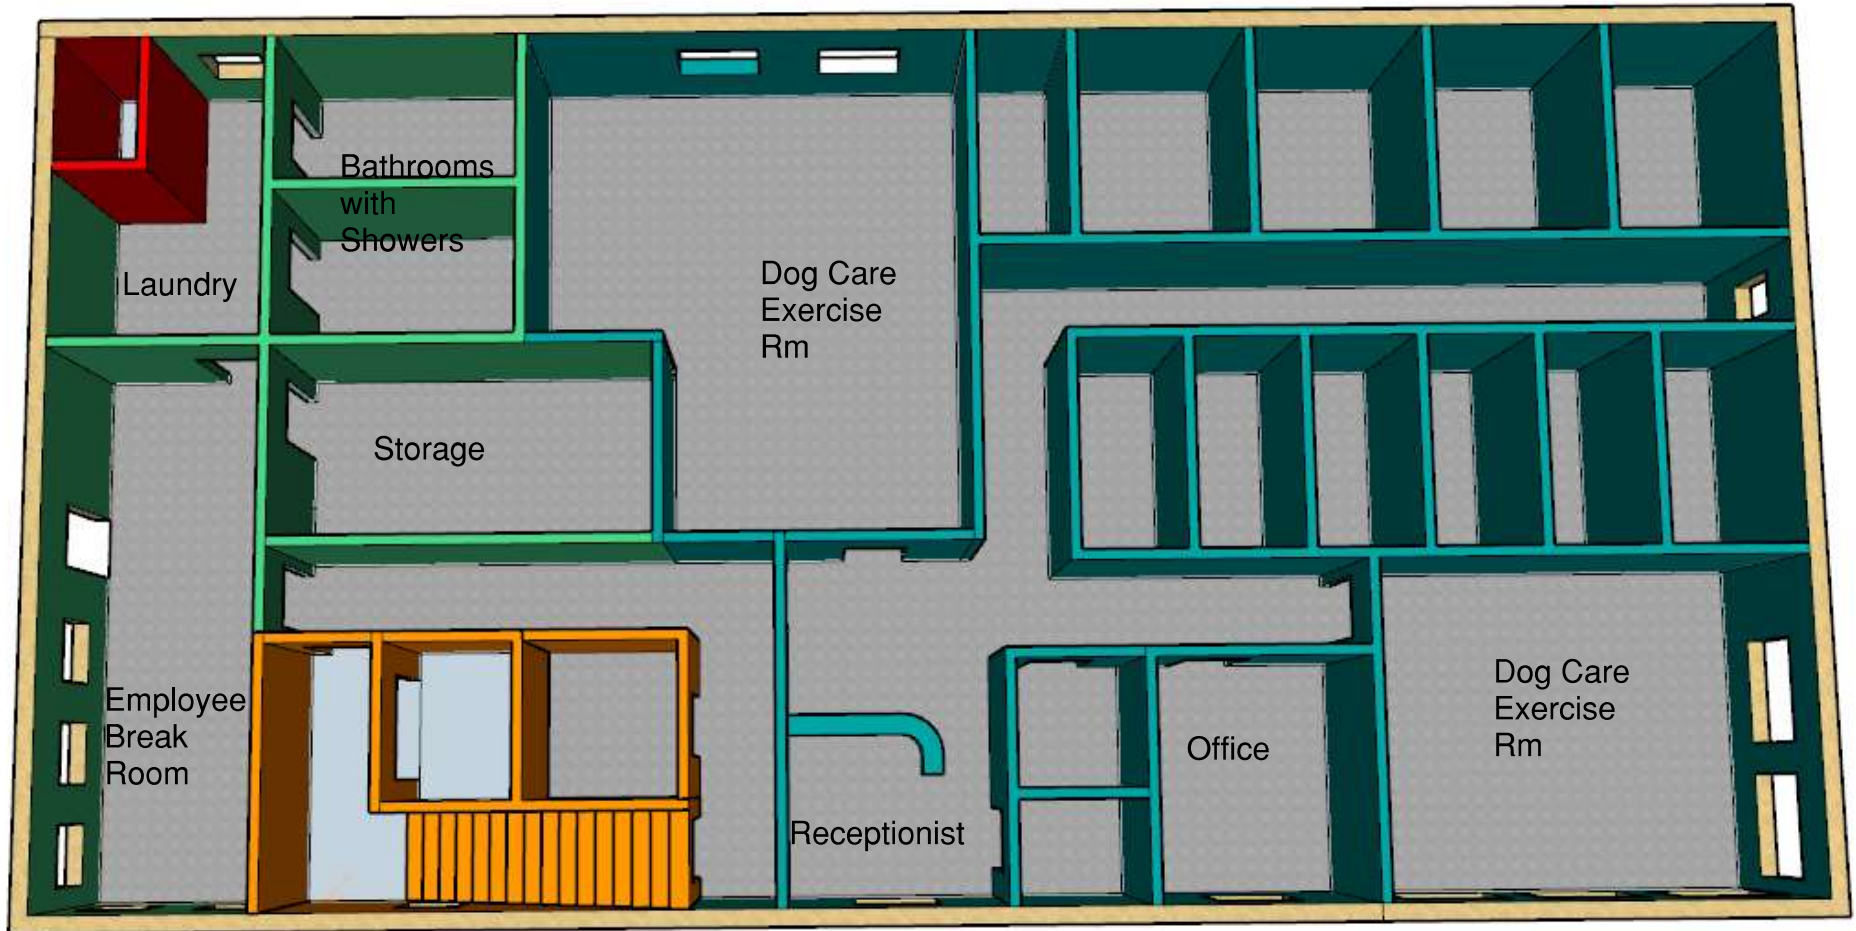 Bathrooms
with
Showers
Laundry
Dog Care
Exercise
Rm
Storage
Employee
Break
Room
Receptionist
Office
Dog Care
Exercise
Rm